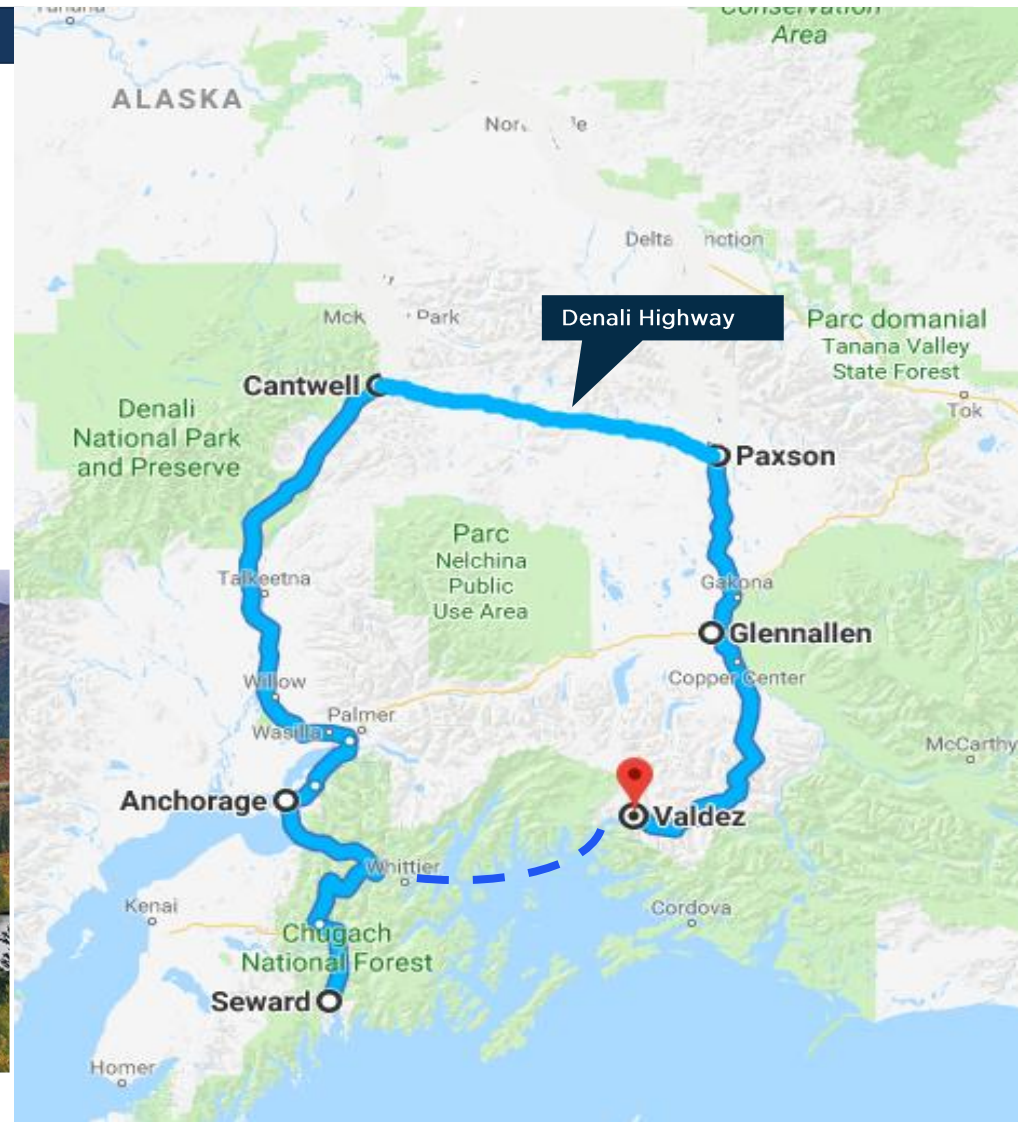 Conservation
Area
ALASKA
Delta
nction
Park
Denali Highway
Parc domanial
Tanana Valley
State Forest
Tok
Cantwell
Denali
National Park
and Preserve
Paxson
Parc
Nelchina
Public
Use Area
Talkeetna
Gakona
Glennallen
Copper Center
Willow
Palmer
Wasilla
McCarthy
Anchorage
Valdez
Whittier
Kenai
Cordova
Chugach
National Forest
Seward
Homer